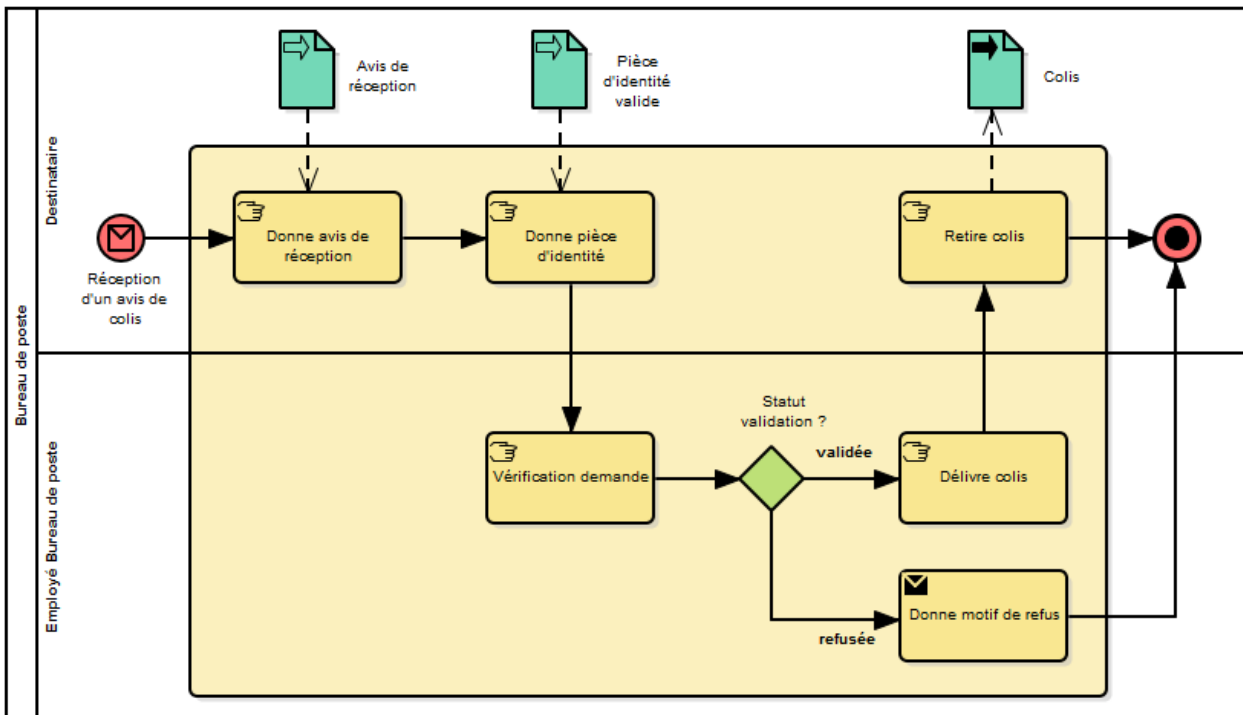 Bureau de poste
Destinataire
Avis de
réception
Pièce
d'identité
valide
Colis
Réception
d'un avis de
colis
Donne avis de
réception
Donne pièce
d'identité
Retire colis
Employé Bureau de poste
Vérification demande
Statut
validation ?
validée
Délivre colis
refusée
Donne motif de refus